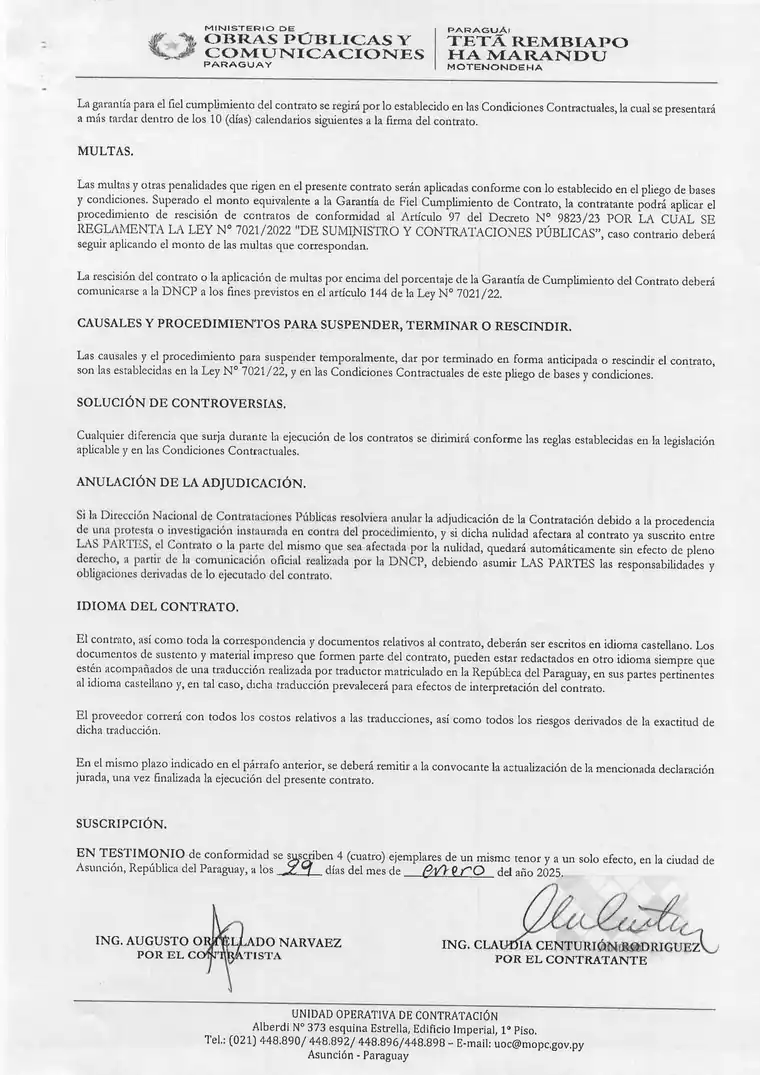 MINISTERIO DE
OBRAS PÚBLICAS Y
COMUNICACIONES
PARAGUAY
PARAGUÁI
TETÃ REMBIAPO
HA MARANDU
MOTENONDEHA
La garantía para el fiel cumplimiento del contrato se regirá por lo establecido en las Condiciones Contractuales, la cual se presentará
a más tardar dentro de los 10 (días) calendarios siguientes a la firma del contrato.
MULTAS.
Las multas y otras penalidades que rigen en el presente contrato serán aplicadas conforme con lo establecido en el pliego de bases
y condiciones. Superado el monto equivalente a la Garantía de Fiel Cumplimiento de Contrato, la contratante podrá aplicar el
procedimiento de rescisión de contratos de conformidad al Artículo 97 del Decreto N° 9823/23 POR LA CUAL SE
REGLAMENTA LA LEY N° 7021/2022 "DE SUMINISTRO Y CONTRATACIONES PÚBLICAS”, caso contrario deberá
seguir aplicando el monto de las multas que correspondan.
La rescisión del contrato o la aplicación de multas por encima del porcentaje de la Garantía de Cumplimiento del Contrato deberá
comunicarse a la DNCP a los fines previstos en el artículo 144 de la Ley N° 7021/22.
CAUSALES Y PROCEDIMIENTOS PARA SUSPENDER, TERMINAR O RESCINDIR.
Las causales y el procedimiento para suspender temporalmente, dar por terminado en forma anticipada o rescindir el contrato,
son las establecidas en la Ley N° 7021/22, y en las Condiciones Contractuales de este pliego de bases y condiciones.
SOLUCIÓN DE CONTROVERSIAS.
Cualquier diferencia que surja durante la ejecución de los contratos se dirimirá conforme las reglas establecidas en la legislación
aplicable y en las Condiciones Contractuales.
ANULACIÓN DE LA ADJUDICACIÓN.
Si la Dirección Nacional de Contrataciones Públicas resolviera anular la adjudicación de la Contratación debido a la procedencia
de una protesta o investigación instaurada en contra del procedimiento, y si dicha nulidad afectara al contrato ya suscrito entre
LAS PARTES, el Contrato o la parte del mismo que sea afectada por la nulidad, quedará automáticamente sin efecto de pleno
derecho, a partir de la comunicación oficial realizada por la DNCP, debiendo asumir LAS PARTES las responsabilidades y
obligaciones derivadas de lo ejecutado del contrato.
IDIOMA DEL CONTRATO.
El contrato, así como toda la correspondencia y documentos relativos al contrato, deberán ser escritos en idioma castellano. Los
documentos de sustento y material impreso que formen parte del contrato, pueden estar redactados en otro idioma siempre que
estén acompañados de una traducción realizada por traductor matriculado en la República del Paraguay, en sus partes pertinentes
al idioma castellano y, en tal caso, dicha traducción prevalecerá para efectos de interpretación del contrato.
El proveedor correrá con todos los costos relativos a las traducciones, así como todos los riesgos derivados de la exactitud de
dicha traducción.
En el mismo plazo indicado en el párrafo anterior, se deberá remitir a la convocante la actualización de la mencionada declaración
jurada, una vez finalizada la ejecución del presente contrato.
SUSCRIPCIÓN.
EN TESTIMONIO de conformidad se suscriben 4 (cuatro) ejemplares de un mismo tenor y a un solo efecto, en la ciudad de
Asunción, República del Paraguay, a los 29 días del mes de enero del año 2025.
ING. AUGUSTO ORTELLADO NARVAEZ
POR EL CONTRATISTA
ING. CLAUDIA CENTURIÓN RODRIGUEZ
POR EL CONTRATANTE
UNIDAD OPERATIVA DE CONTRATACIÓN
Alberdi N° 373 esquina Estrella, Edificio Imperial, 1° Piso.
Tel.: (021) 448.890/ 448.892/ 448.896/448.898 – E-mail: uoc@mopc.gov.py
Asunción - Paraguay